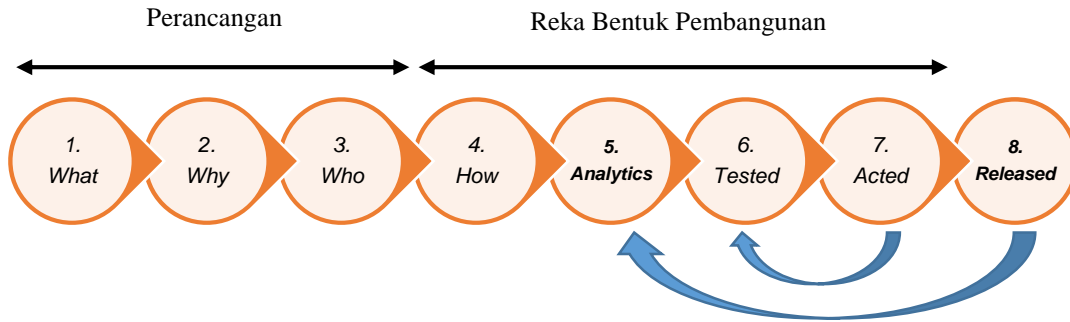 Perancangan
Reka Bentuk Pembangunan
1.
What
2.
Why
3.
Who
4.
How
5.
Analytics
6.
Tested
7.
Acted
8.
Released